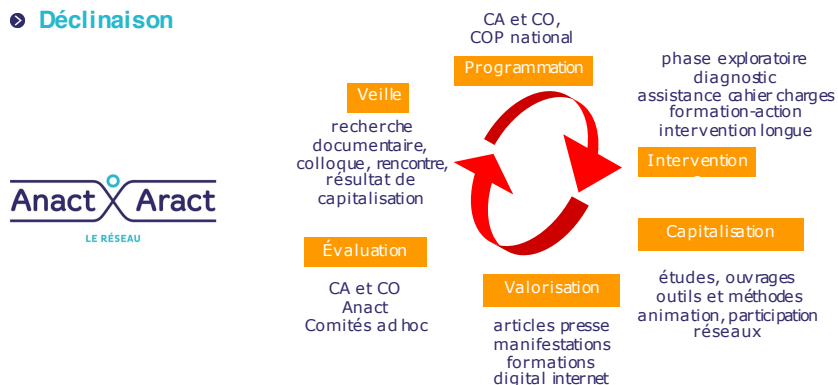 Déclinaison
CA et CO,
COP national
Programmation
phase exploratoire
diagnostic
assistance cahier charges
formation-action
intervention longue
Intervention
Capitalisation
études, ouvrages
outils et méthodes
animation, participation
réseaux
Valorisation
articles presse
manifestations
formations
digital internet
Évaluation
CA et CO
Anact
Comités ad hoc
Veille
recherche
documentaire,
colloque, rencontre,
résultat de
capitalisation
Anact Aract
LE RÉSEAU